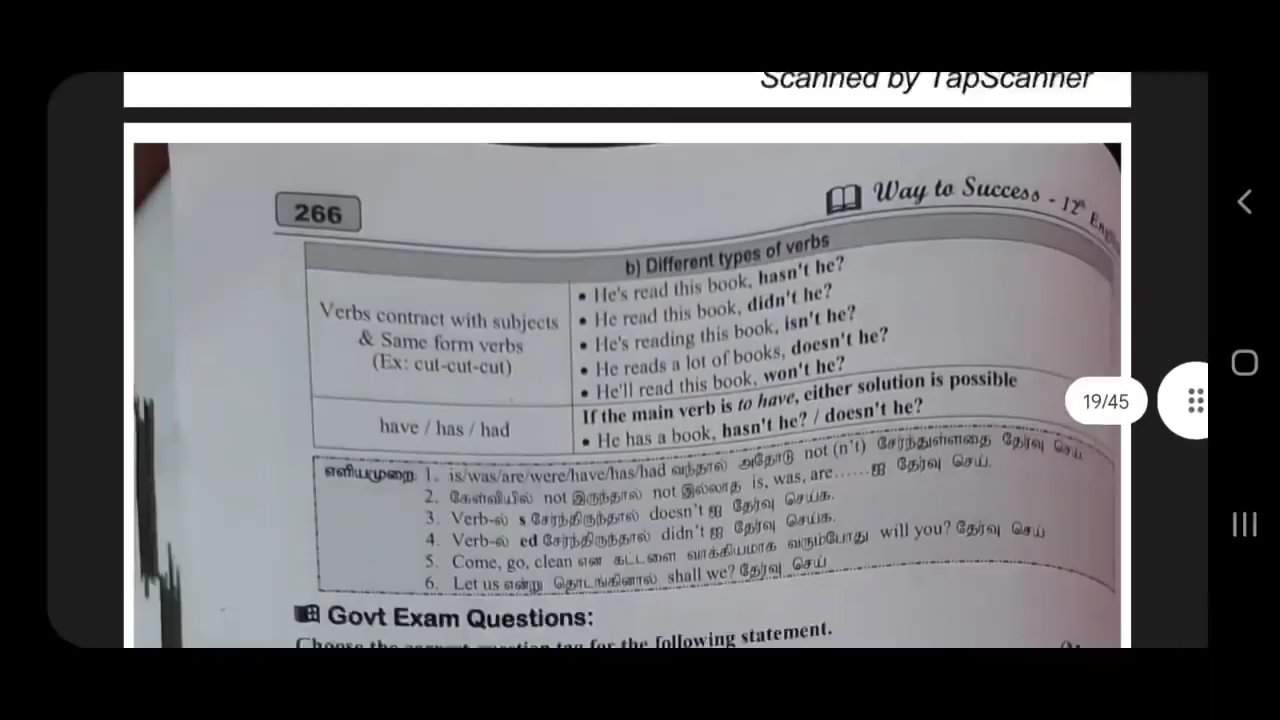 Scanned by TapScanner
266
Way to Success - 12th
b) Different types of verbs
Verbs contract with subjects
& Same form verbs
(Ex: cut-cut-cut)
• He's read this book, hasn't he?
• He read this book, didn't he?
• He's reading this book, isn't he?
• He reads a lot of books, doesn't he?
• He'll read this book, won't he?
have / has / had
If the main verb is to have, either solution is possible
• He has a book, hasn't he? / doesn't he?
எளியமுறை 1. is/was/are/were/have/has/had வந்தால் அதோடு not (n't) சேர்ந்துள்ளதை தேர்வு செய்
2. கேள்வியில் not இருந்தால் not இல்லாத is, was, are......ஐ தேர்வு செய்.
3. Verb-ல் s சேர்ந்திருந்தால் doesn't ஐ தேர்வு செய்க.
4. Verb-ல் ed சேர்ந்திருந்தால் didn't ஐ தேர்வு செய்க.
5. Come, go, clean என கட்டளை வாக்கியமாக வரும்போது will you? தேர்வு செய்
6. Let us என்று தொடங்கினால் shall we? தேர்வு செய்
Govt Exam Questions:
Choose the correct question tag for the following statement.
19/45